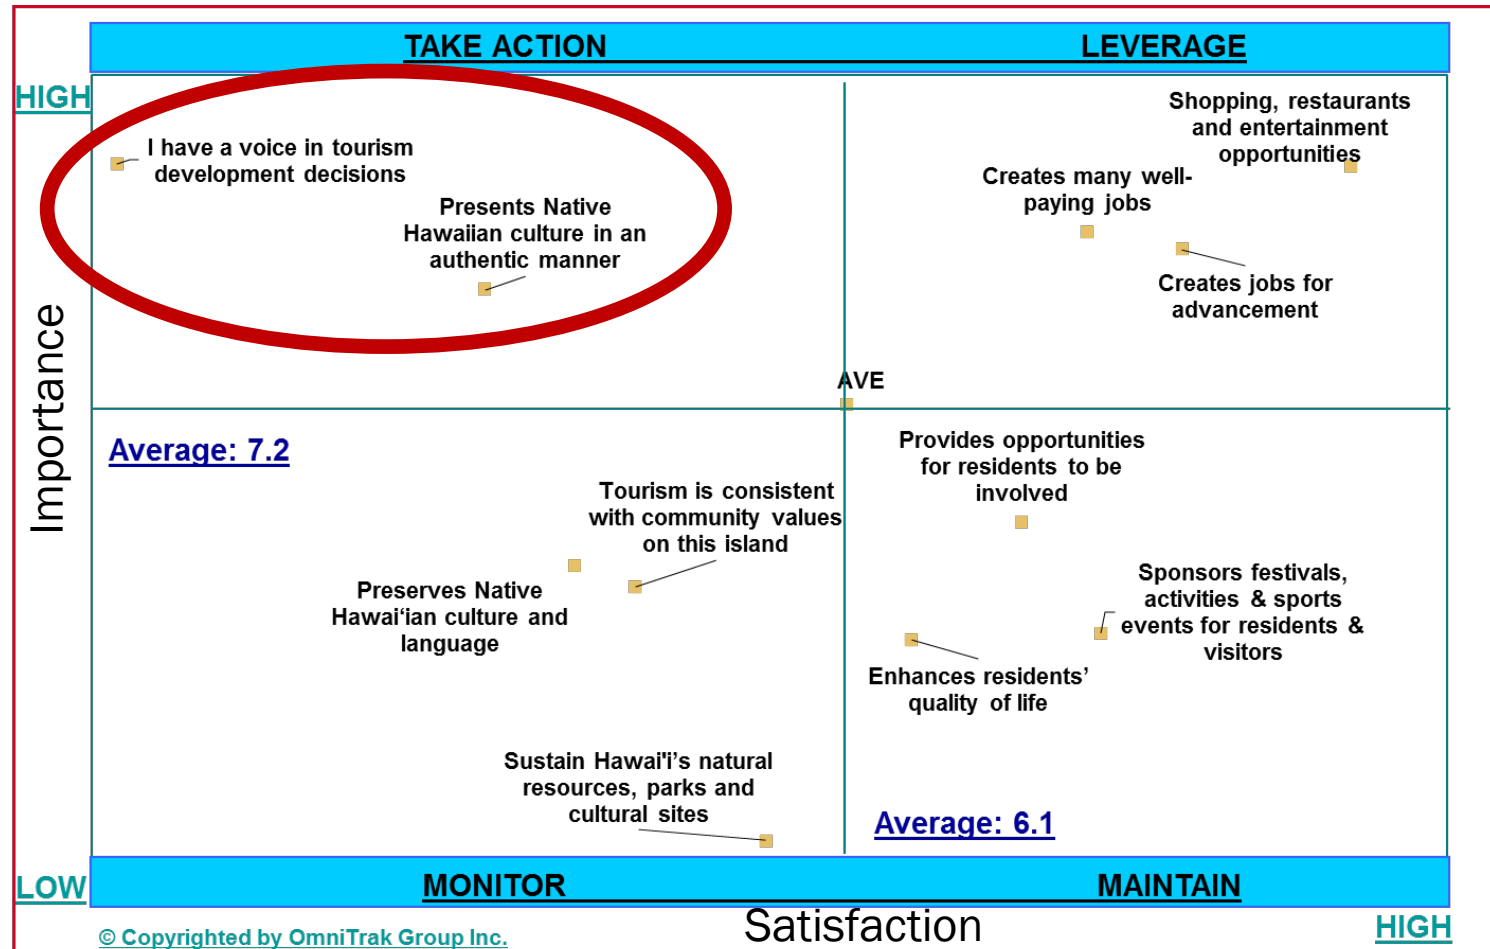 TAKE ACTION
LEVERAGE
HIGH
I have a voice in tourism
development decisions
Presents Native
Hawaiian culture in an
authentic manner
Shopping, restaurants
and entertainment
opportunities
Creates many well-
paying jobs
Creates jobs for
advancement
Importance
AVE
Average: 7.2
Provides opportunities
for residents to be
involved
Tourism is consistent
with community values
on this island
Preserves Native
Hawai‘ian culture and
language
Sponsors festivals,
activities & sports
events for residents &
visitors
Enhances residents’
quality of life
Sustain Hawai'i’s natural
resources, parks and
cultural sites
Average: 6.1
LOW
MONITOR
MAINTAIN
Satisfaction
HIGH
© Copyrighted by OmniTrak Group Inc.